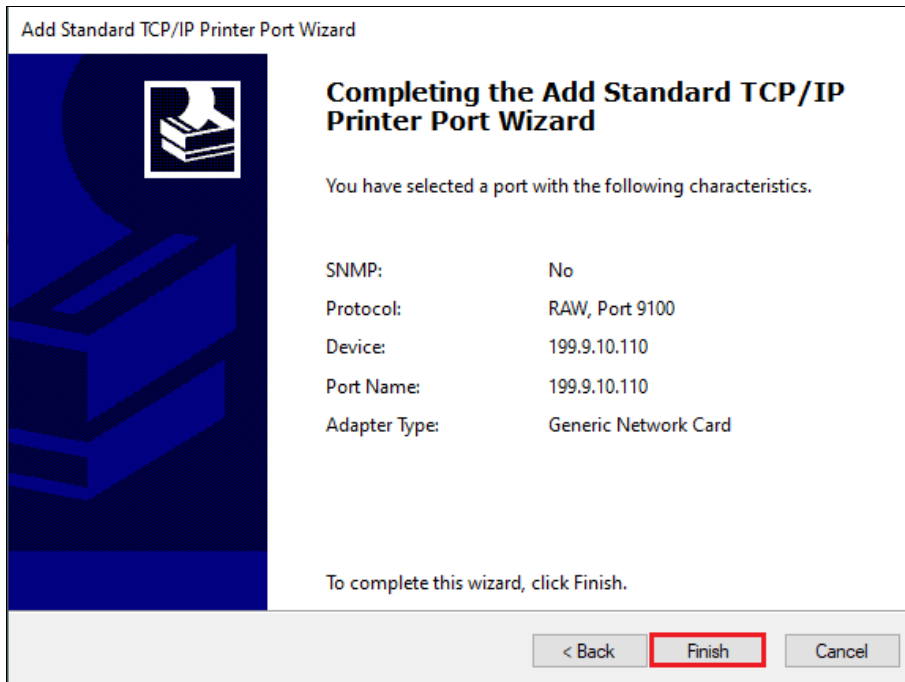 Add Standard TCP/IP Printer Port Wizard
Completing the Add Standard TCP/IP
Printer Port Wizard
You have selected a port with the following characteristics.
SNMP: No
Protocol: RAW, Port 9100
Device: 199.9.10.110
Port Name: 199.9.10.110
Adapter Type: Generic Network Card
To complete this wizard, click Finish.
< Back Finish Cancel